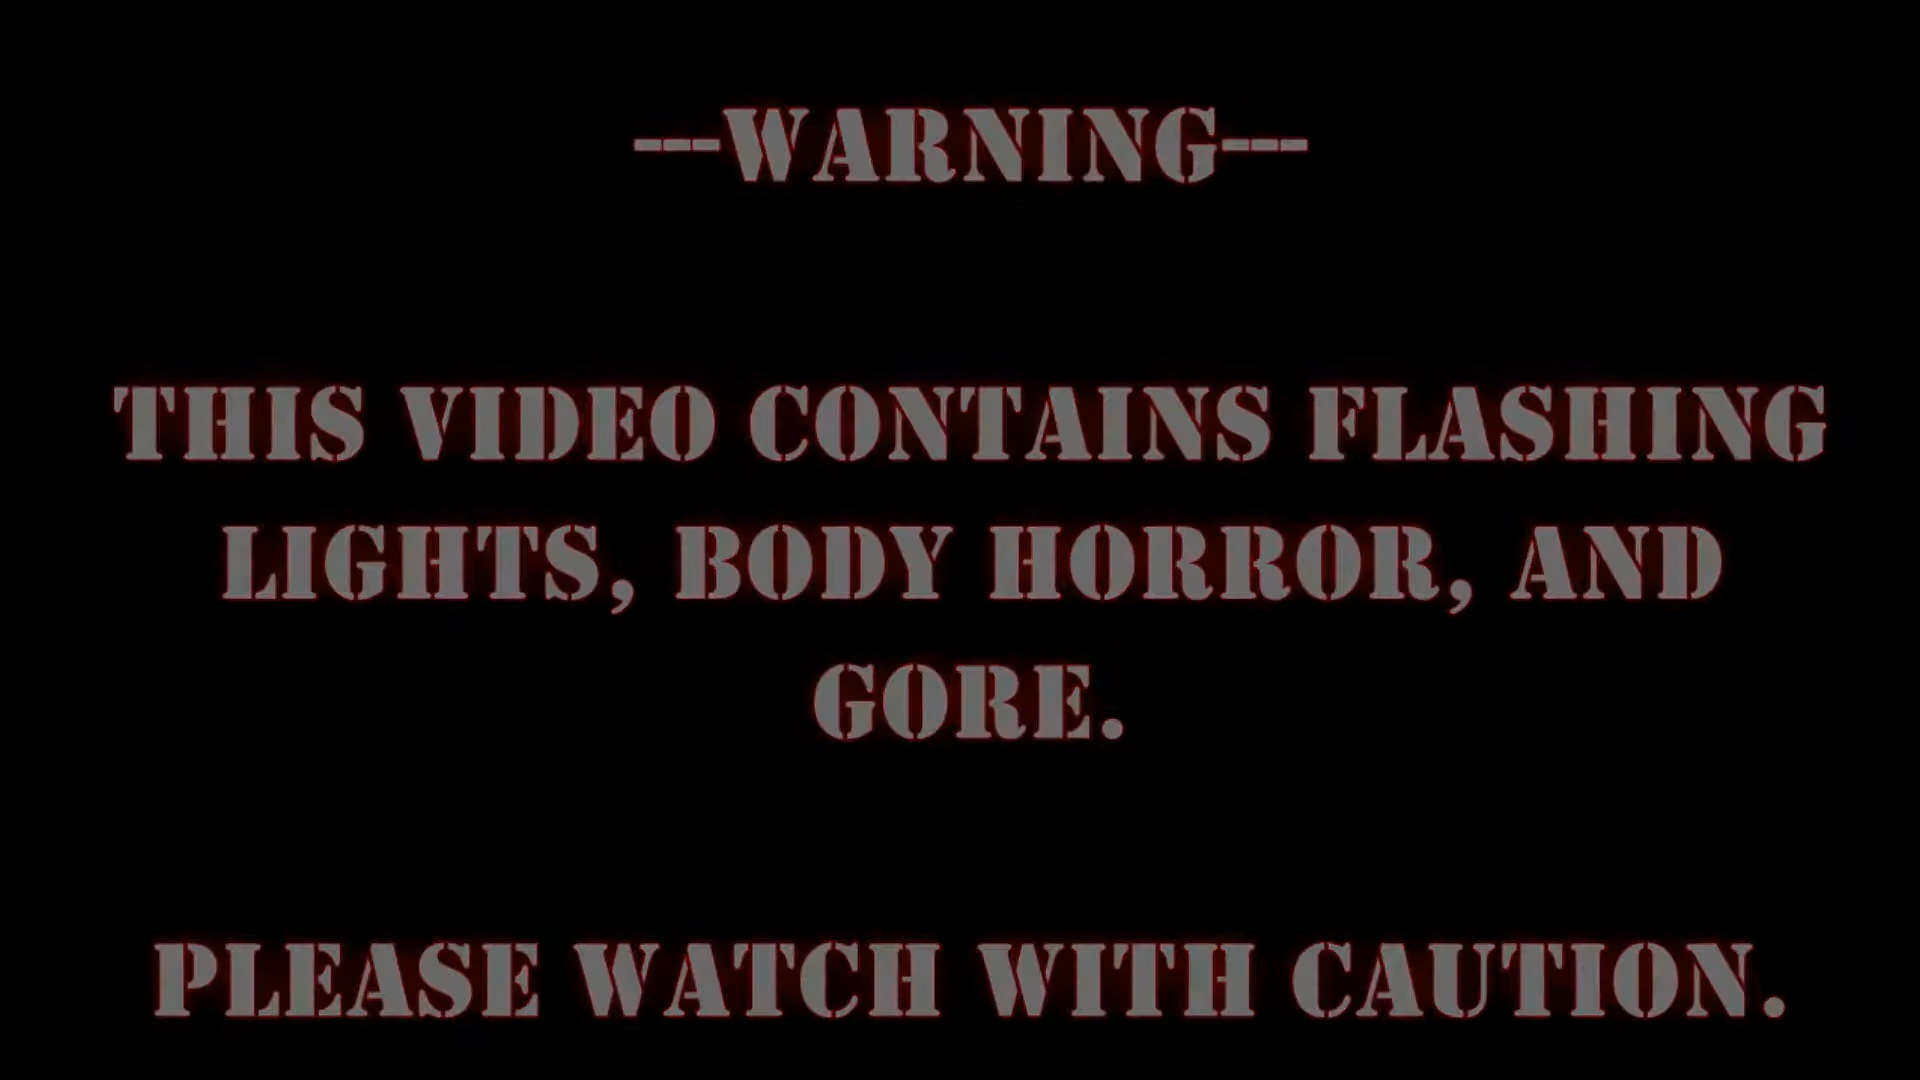 ---WARNING---
THIS VIDEO CONTAINS FLASHING
LIGHTS, BODY HORROR, AND
GORE.
PLEASE WATCH WITH CAUTION.